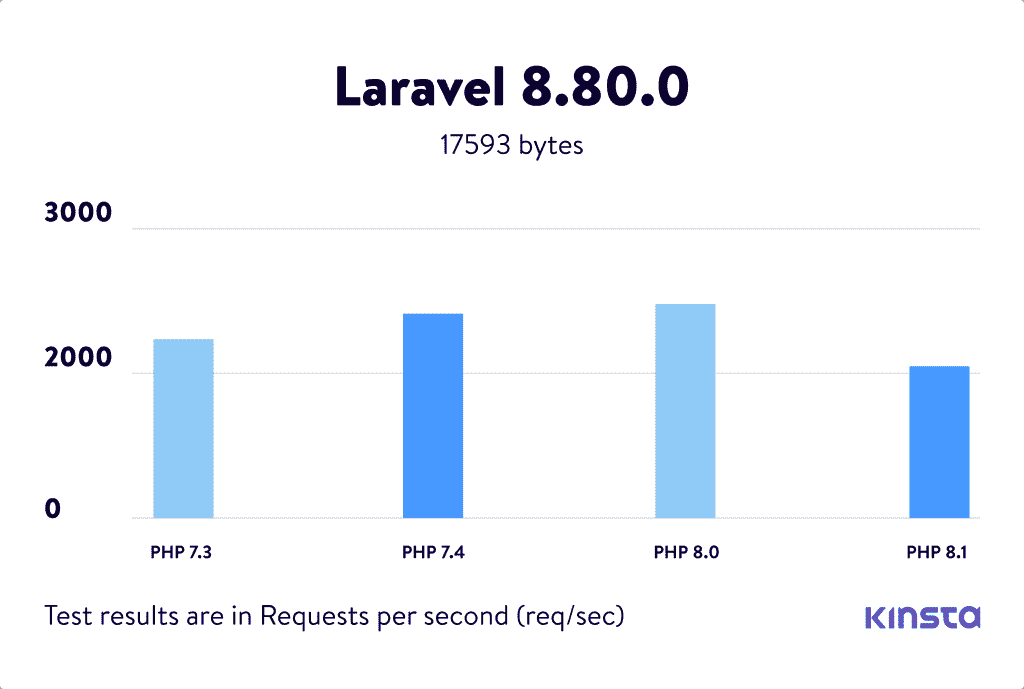 Laravel 8.80.0
17593 bytes
3000
2000
0
PHP 7.3 PHP 7.4 PHP 8.0 PHP 8.1
Test results are in Requests per second (req/sec)
KINSTA